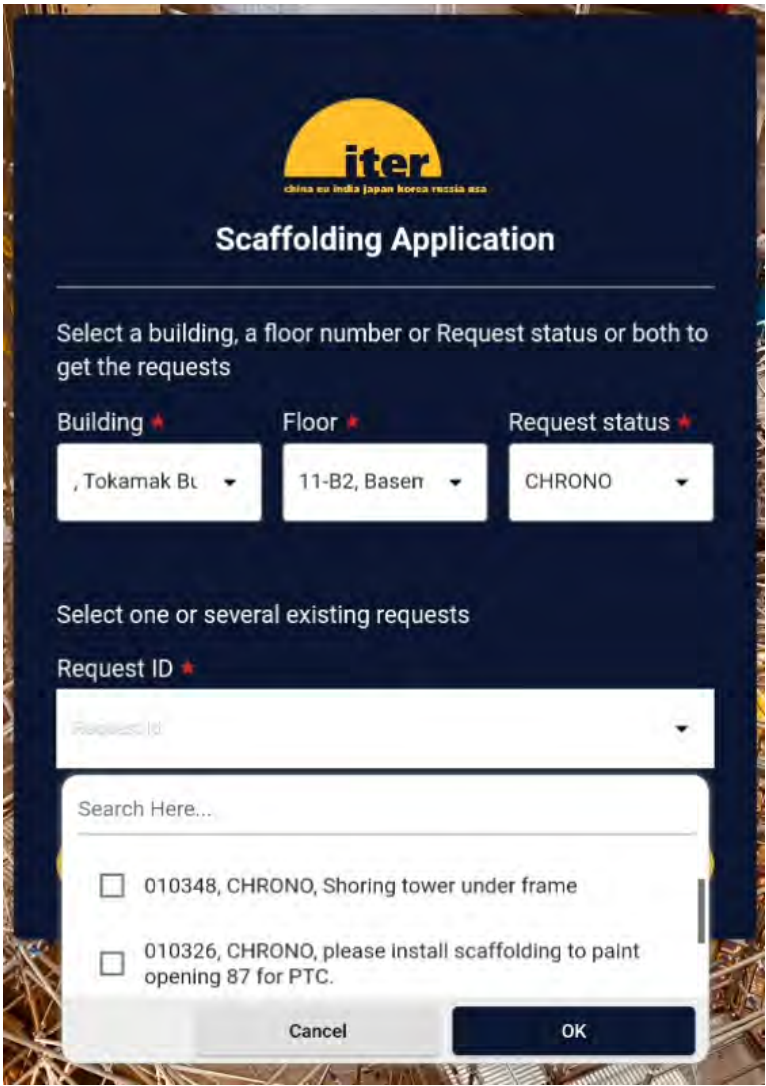 iter
china eu india japan korea russia usa
Scaffolding Application
Select a building, a floor number or Request status or both to
get the requests
Building *
Floor *
Request status *
, Tokamak Bu
11-B2, Basem
CHRONO
Select one or several existing requests
Request ID *
Request Id
Search Here...
010348, CHRONO, Shoring tower under frame
010326, CHRONO, please install scaffolding to paint
opening 87 for PTC.
Cancel
OK